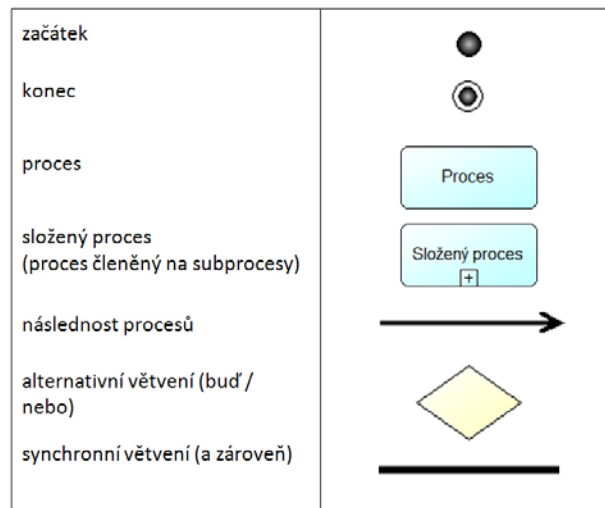 začátek
konec
proces
Proces
složený proces
(proces členěný na subprocesy)
Složený proces
+
následnost procesů
alternativní větvení (buď /
nebo)
synchronní větvení (a zároveň)